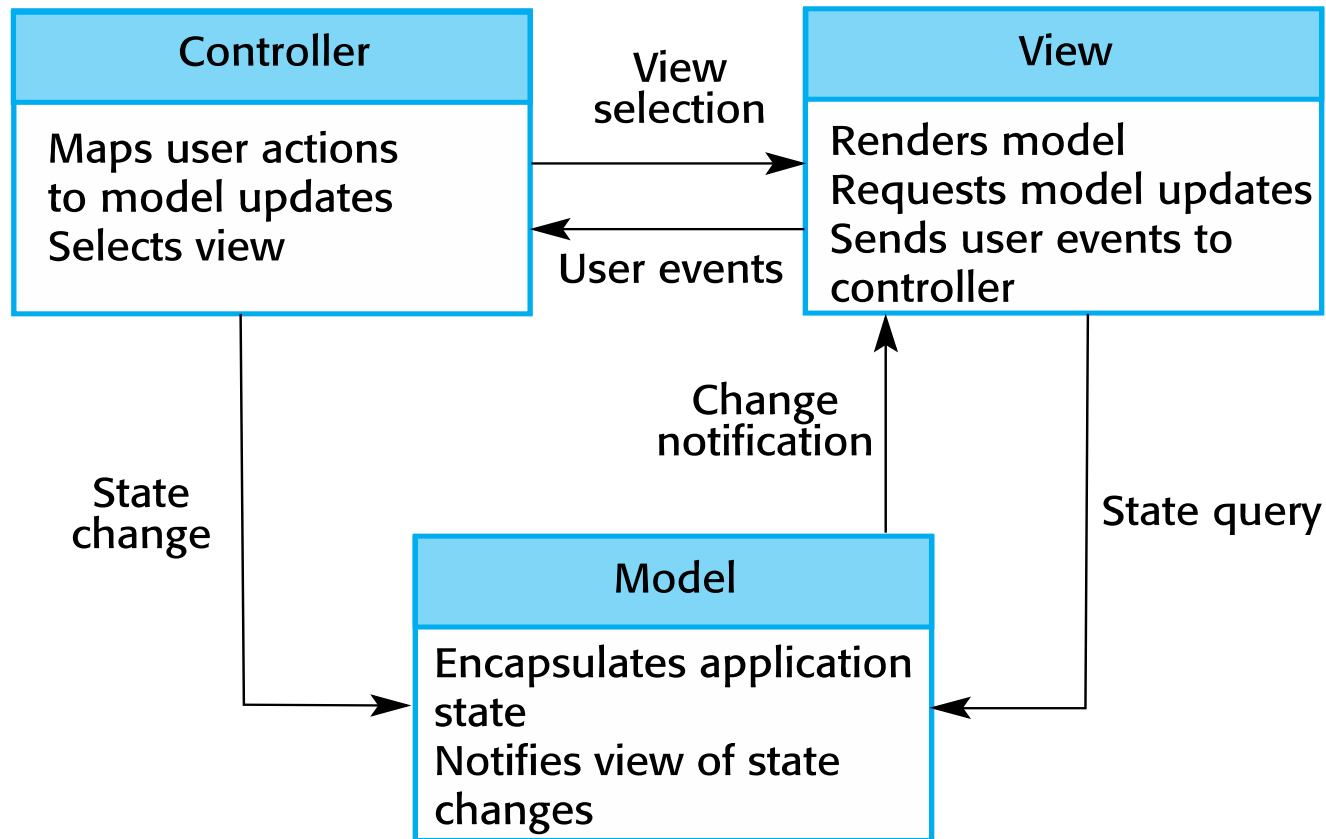 Controller
Maps user actions
to model updates
Selects view
View
selection
User events
View
Renders model
Requests model updates
Sends user events to
controller
State
change
Change
notification
State query
Model
Encapsulates application
state
Notifies view of state
changes